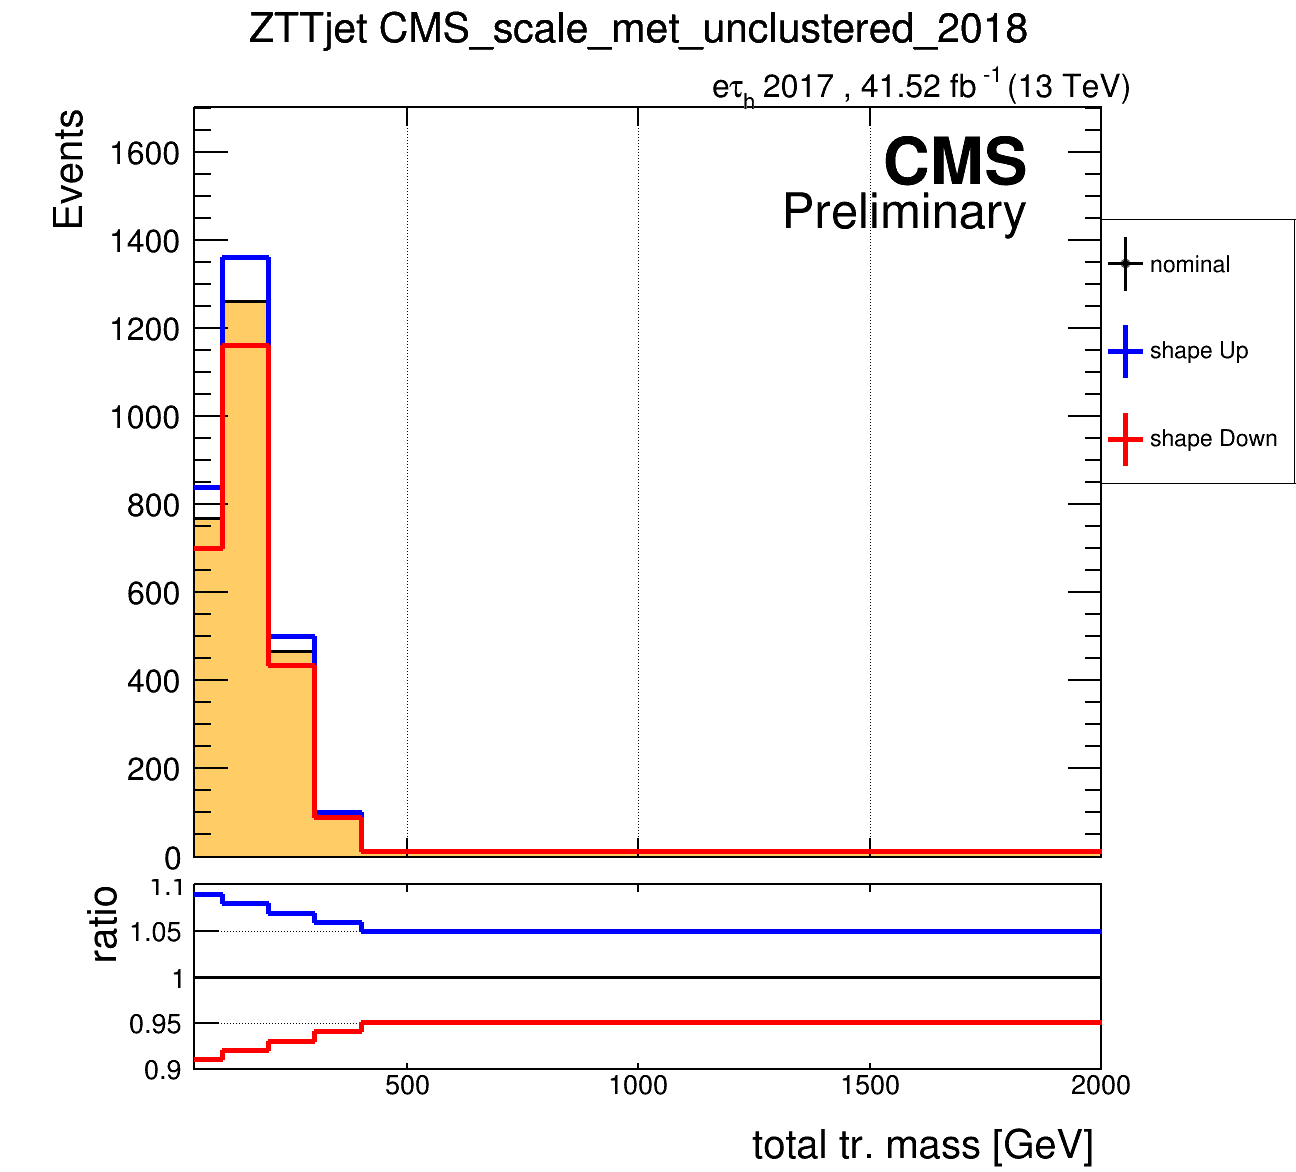 ZTTjet CMS_scale_met_unclustered_2018
eτh 2017 , 41.52 fb -1 (13 TeV)
Events
1600
1400
1200
1000
800
600
400
200
0
CMS
Preliminary
nominal
shape Up
shape Down
ratio
1.1
1.05
1
0.95
0.9
500 1000 1500 2000
total tr. mass [GeV]